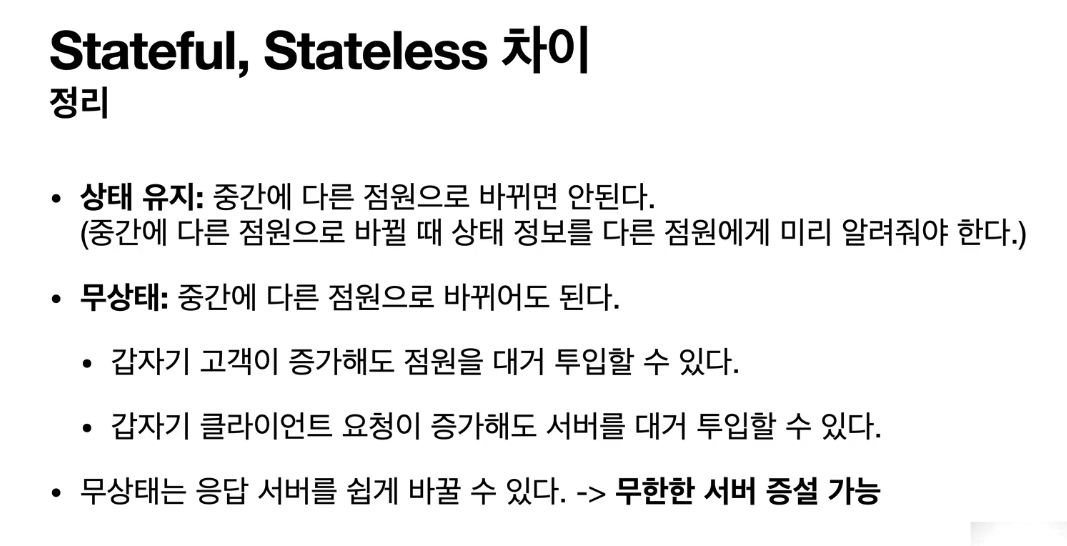 Stateful, Stateless 차이
정리
• 상태 유지: 중간에 다른 점원으로 바뀌면 안된다.
(중간에 다른 점원으로 바뀔 때 상태 정보를 다른 점원에게 미리 알려줘야 한다.)
• 무상태: 중간에 다른 점원으로 바뀌어도 된다.
• 갑자기 고객이 증가해도 점원을 대거 투입할 수 있다.
• 갑자기 클라이언트 요청이 증가해도 서버를 대거 투입할 수 있다.
• 무상태는 응답 서버를 쉽게 바꿀 수 있다. -> 무한한 서버 증설 가능